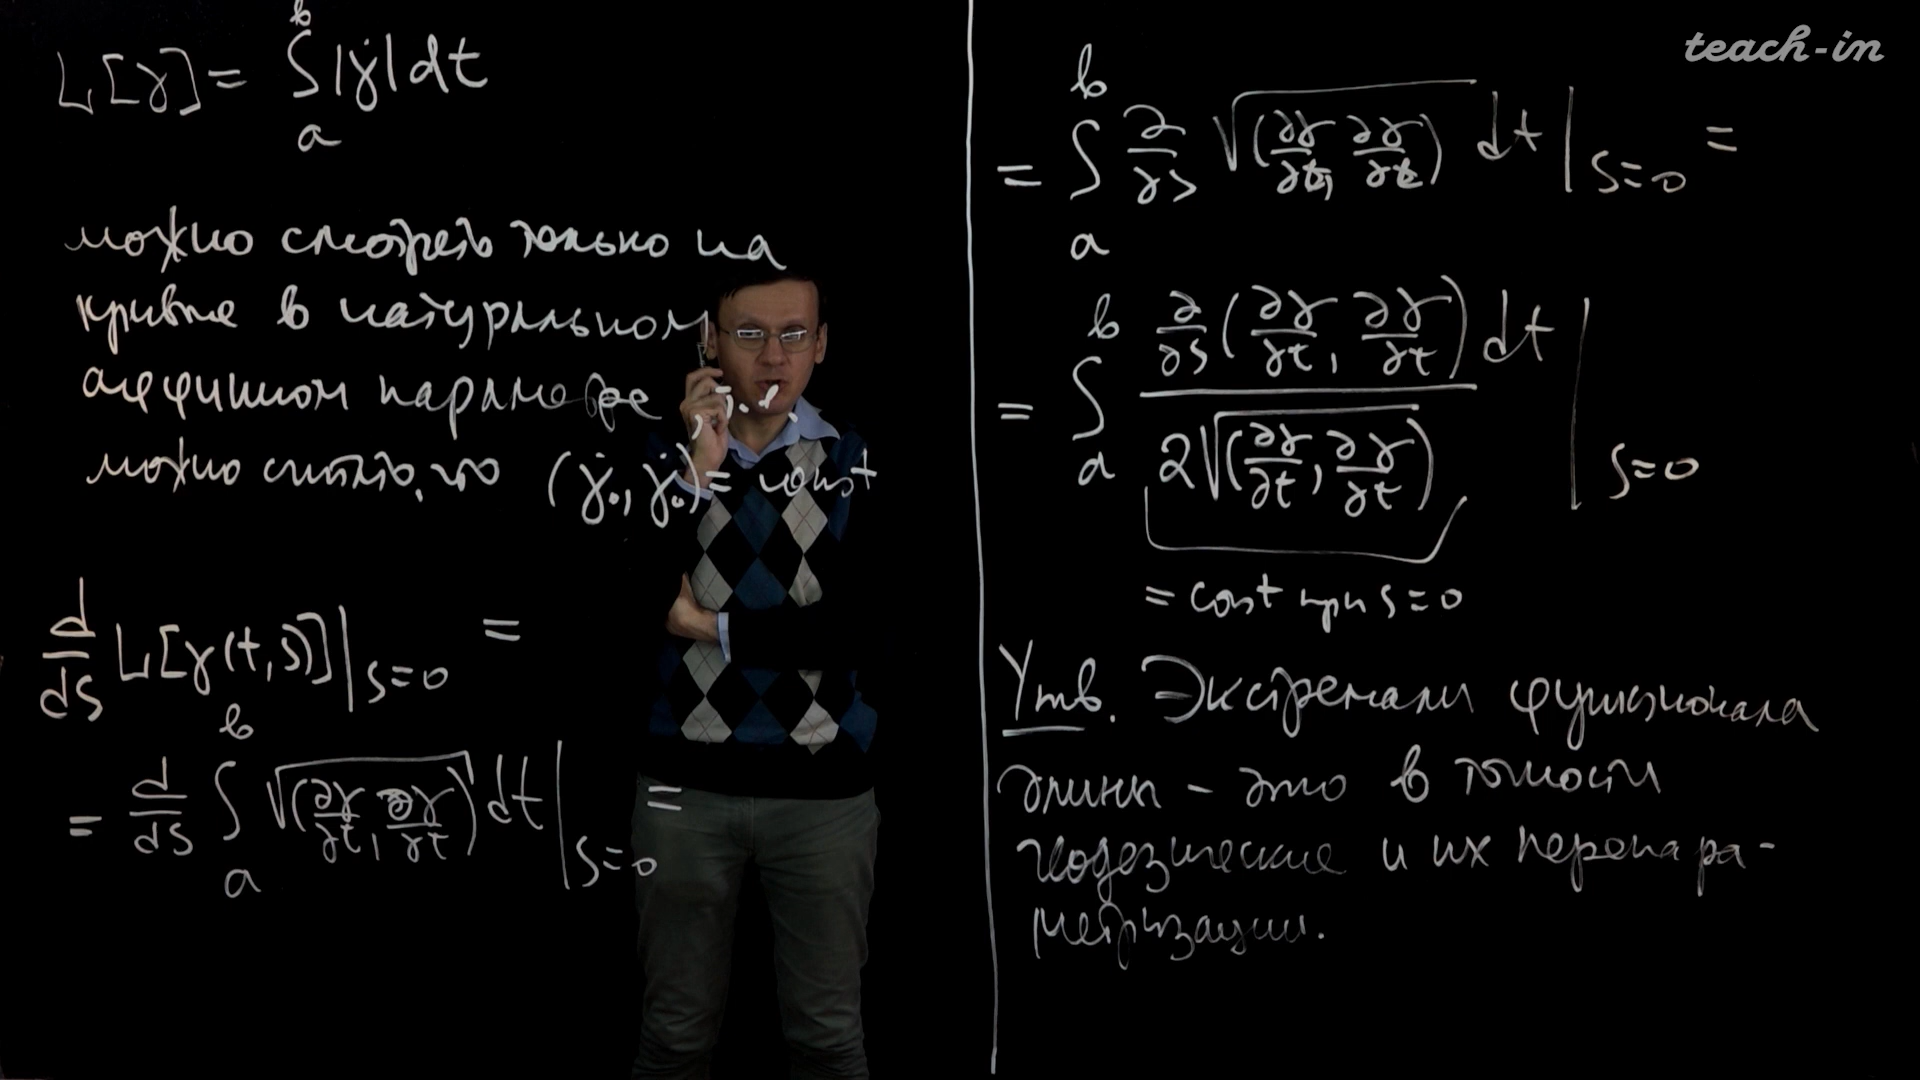 L[γ] = ∫_a^b |γ̇| dt
можно смотреть только на
кривые в натуральном
аффинном параметре, т.е.
можно считать, что (γ̇₀, γ̇₀) = const
d/ds L[γ(t,s)]|_{s=0} =
= d/ds ∫_a^b √(∂γ/∂t, ∂γ/∂t) dt |_{s=0} =
teach-in
= ∫_a^b ∂/∂s √(∂γ/∂t, ∂γ/∂t) dt |_{s=0} =
= ∫_a^b ∂/∂s (∂γ/∂t, ∂γ/∂t) dt / 2√(∂γ/∂t, ∂γ/∂t) |_{s=0}
= const при s=0
Утв. Экстремали функционала
длины - это в точности
геодезические и их перепара-
метризации.